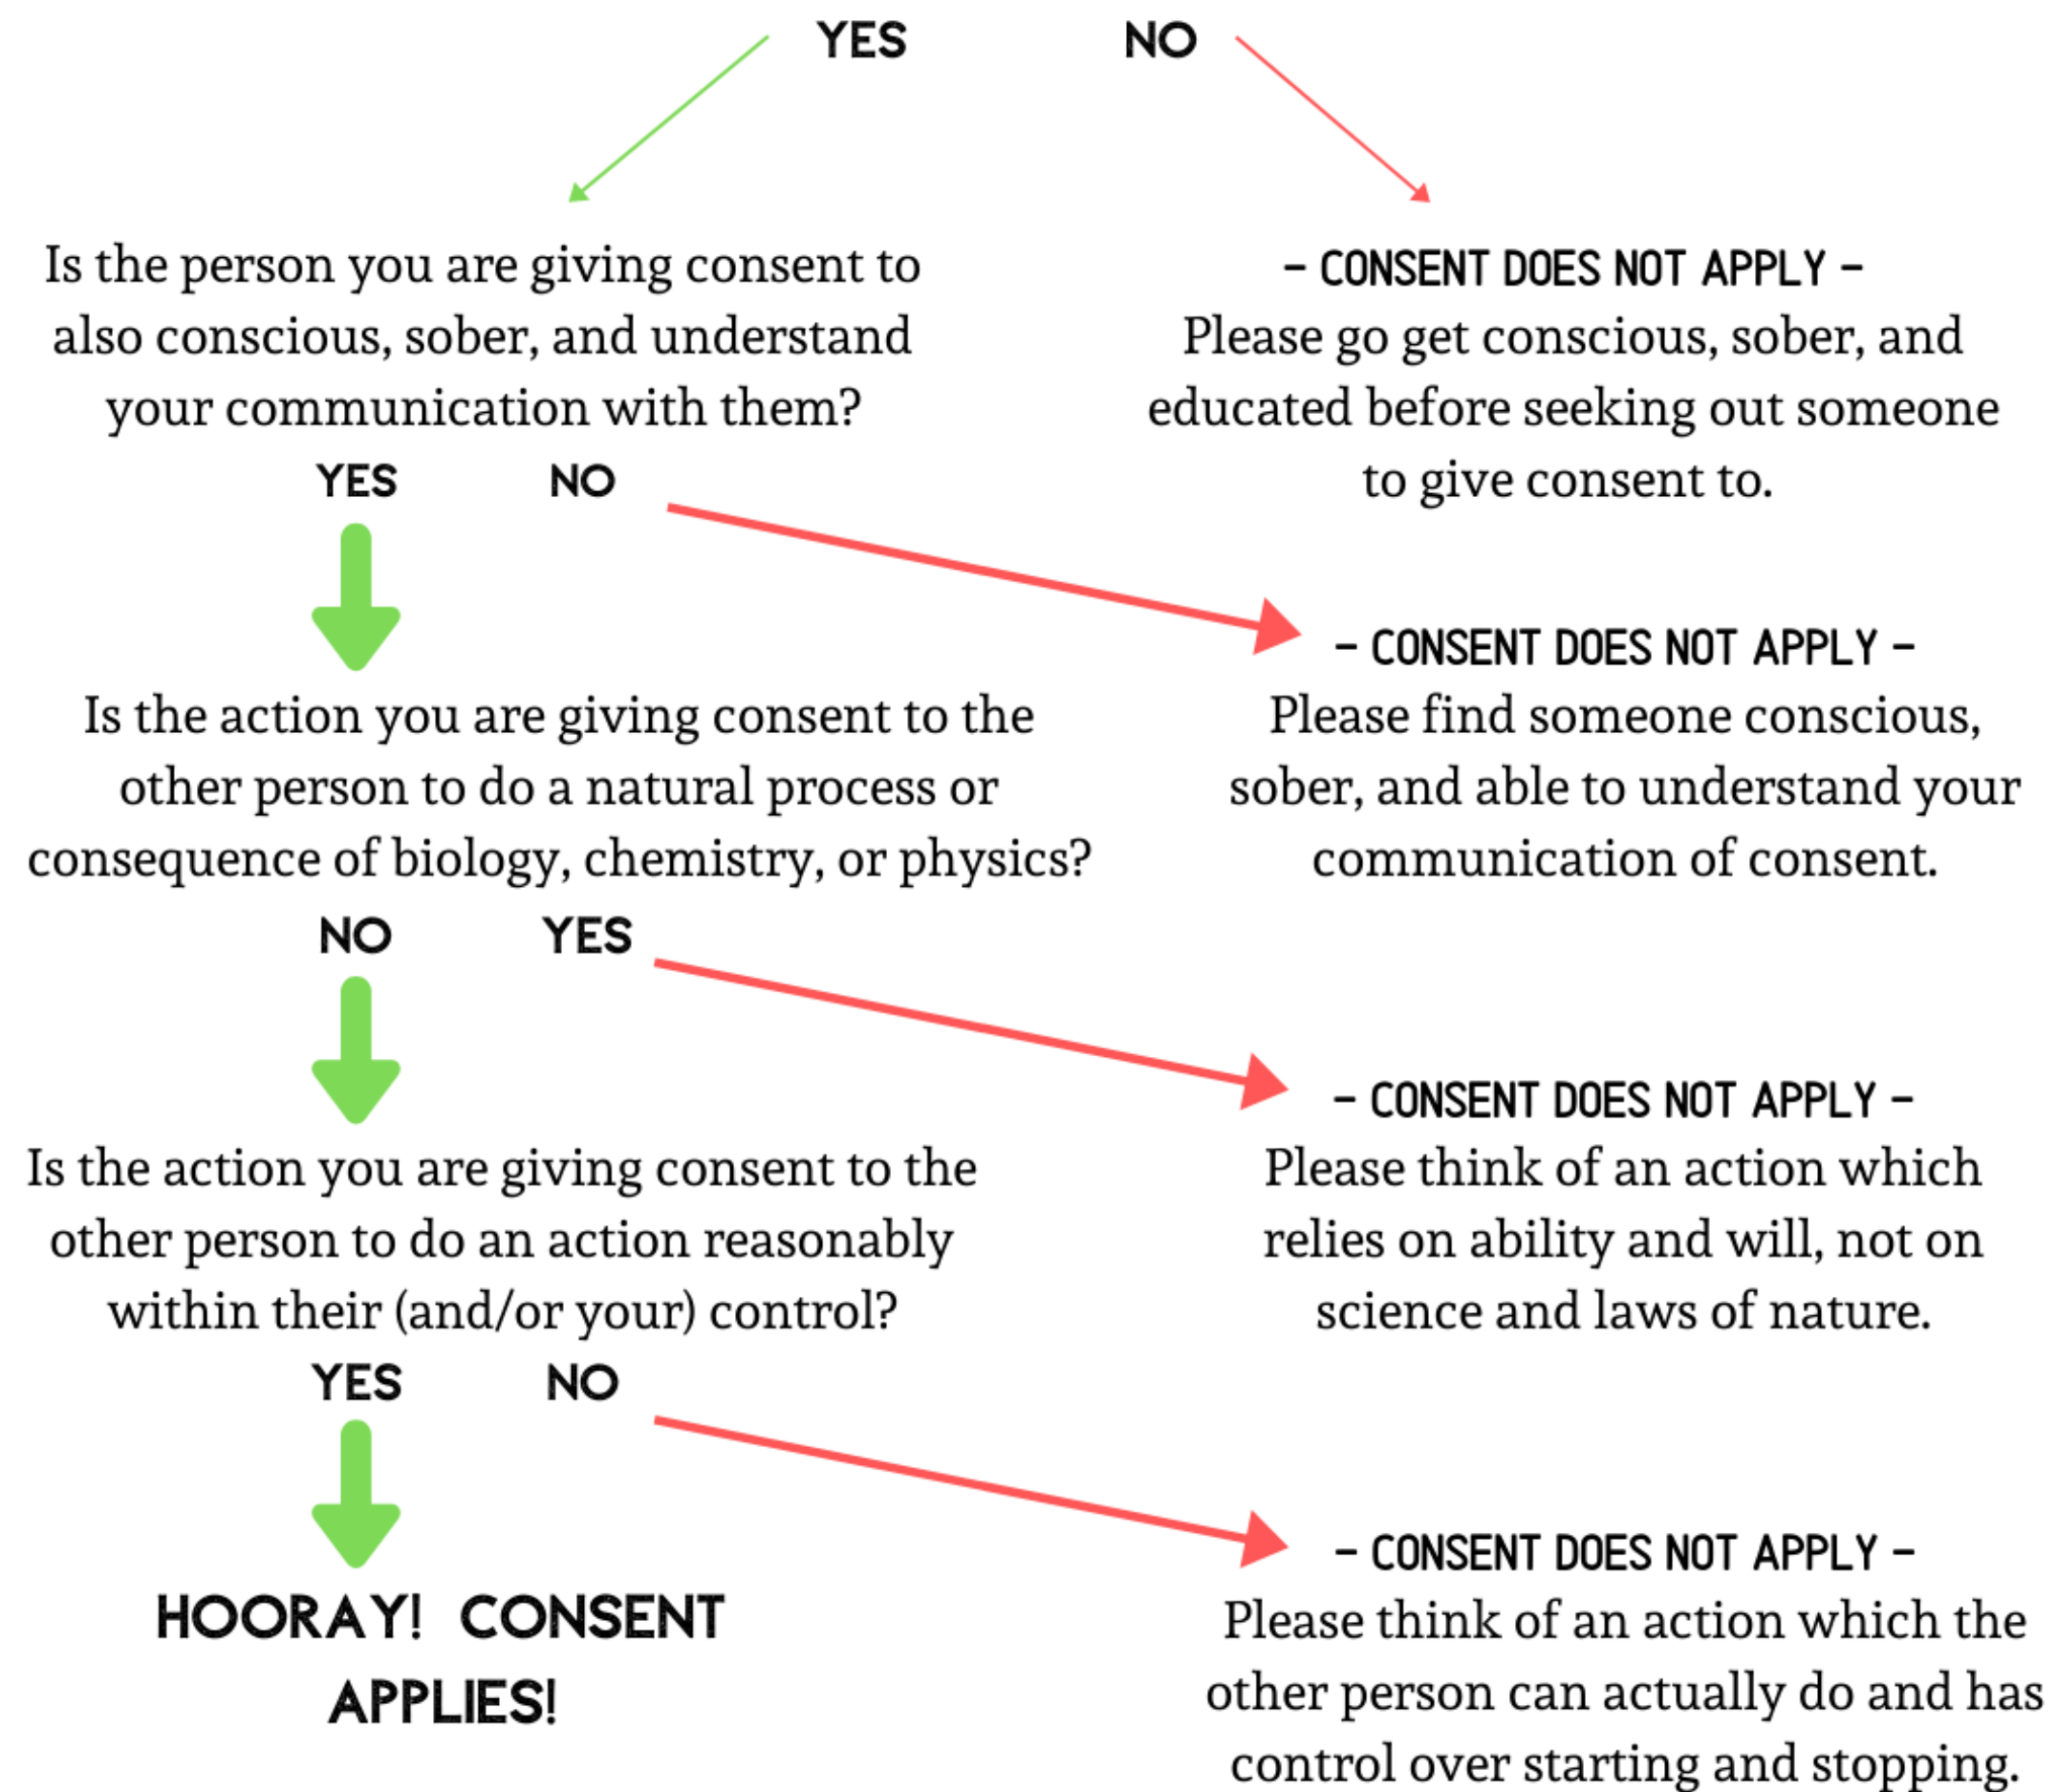 YES NO
Is the person you are giving consent to
also conscious, sober, and understand
your communication with them?
YES NO
- CONSENT DOES NOT APPLY -
Please go get conscious, sober, and
educated before seeking out someone
to give consent to.
Is the action you are giving consent to the
other person to do a natural process or
consequence of biology, chemistry, or physics?
NO YES
- CONSENT DOES NOT APPLY -
Please find someone conscious,
sober, and able to understand your
communication of consent.
Is the action you are giving consent to the
other person to do an action reasonably
within their (and/or your) control?
YES NO
- CONSENT DOES NOT APPLY -
Please think of an action which
relies on ability and will, not on
science and laws of nature.
HOORAY! CONSENT
APPLIES!
- CONSENT DOES NOT APPLY -
Please think of an action which the
other person can actually do and has
control over starting and stopping.